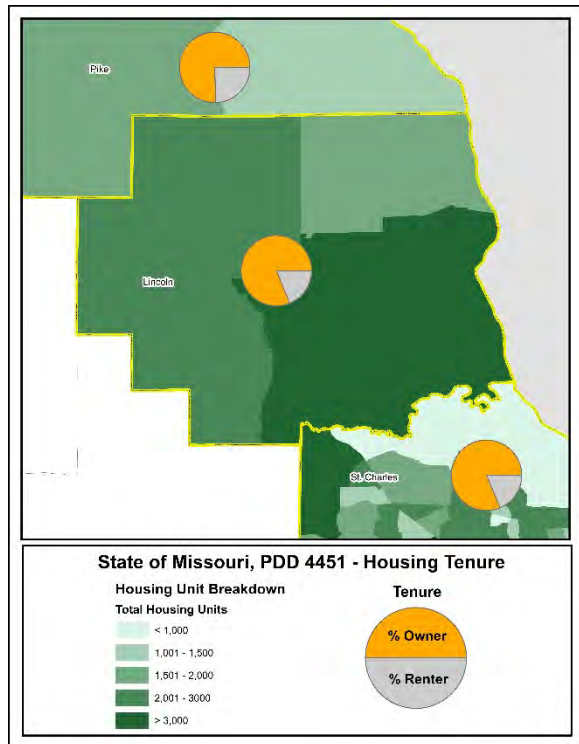 Pike
Lincoln
St. Charles
State of Missouri, PDD 4451 - Housing Tenure
Housing Unit Breakdown
Total Housing Units
< 1,000
1,001 - 1,500
1,501 - 2,000
2,001 - 3000
> 3,000
Tenure
% Owner
% Renter